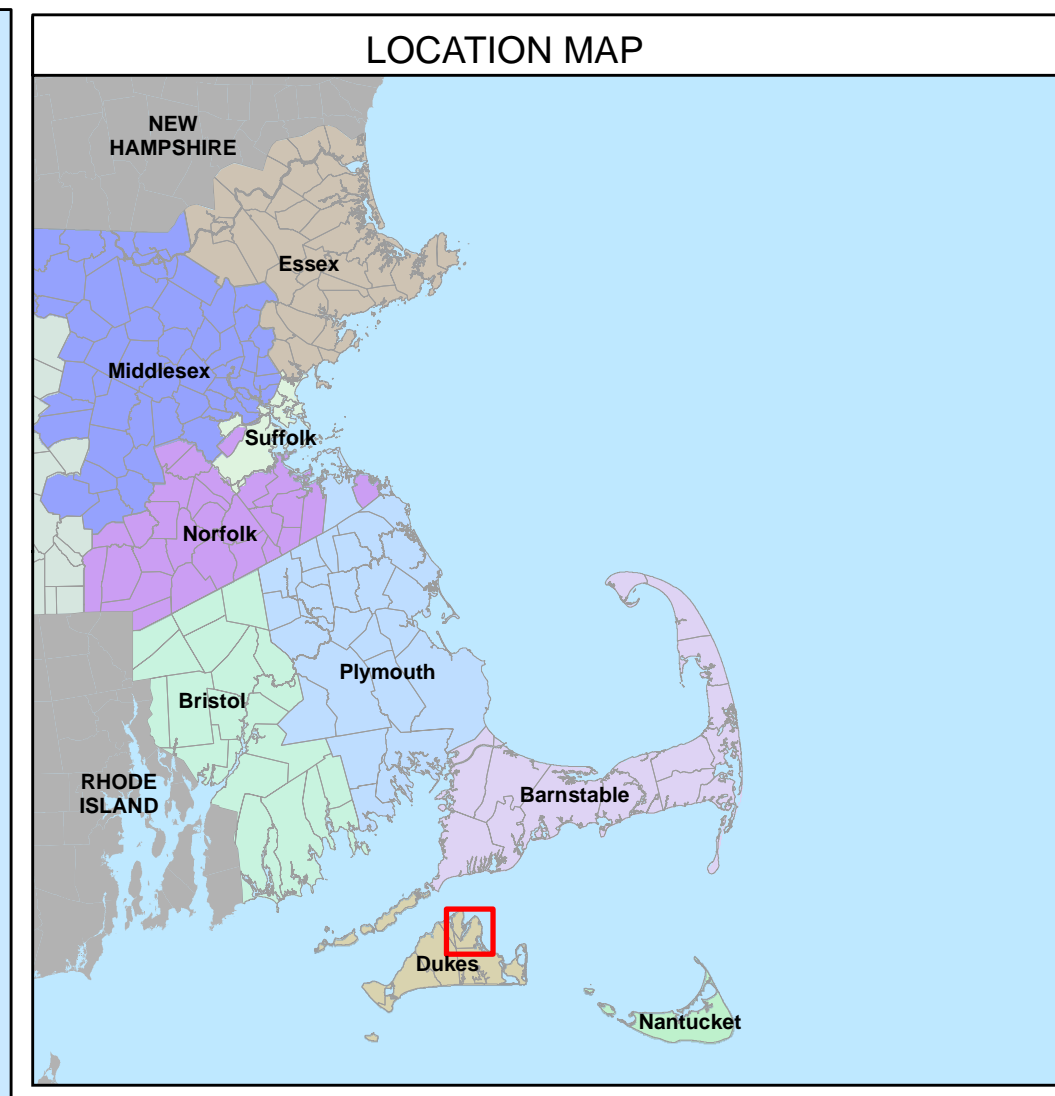 LOCATION MAP
NEW
HAMPSHIRE
Essex
Middlesex
Suffolk
Norfolk
Plymouth
Bristol
RHODE
ISLAND
Barnstable
Dukes
Nantucket